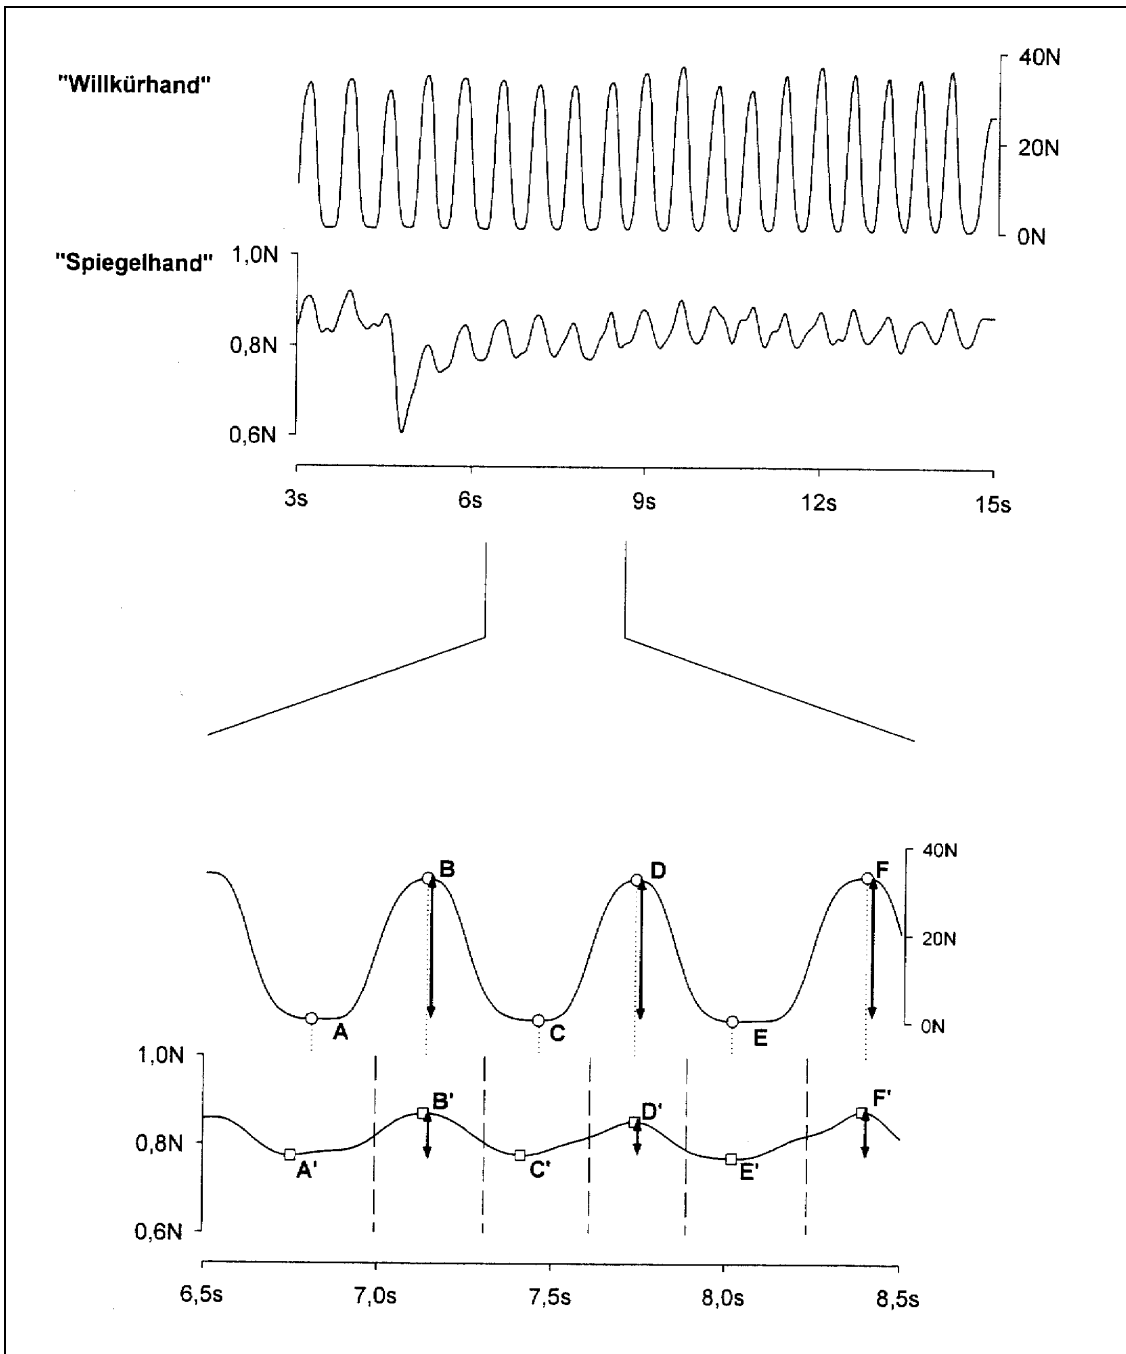 "Willkürhand"
40N
20N
0N
"Spiegelhand"
1,0N
0,8N
0,6N
3s 6s 9s 12s 15s
B D F
40N
20N
0N
A C E
1,0N
0,8N
0,6N
B' D' F'
A' C' E'
6,5s 7,0s 7,5s 8,0s 8,5s